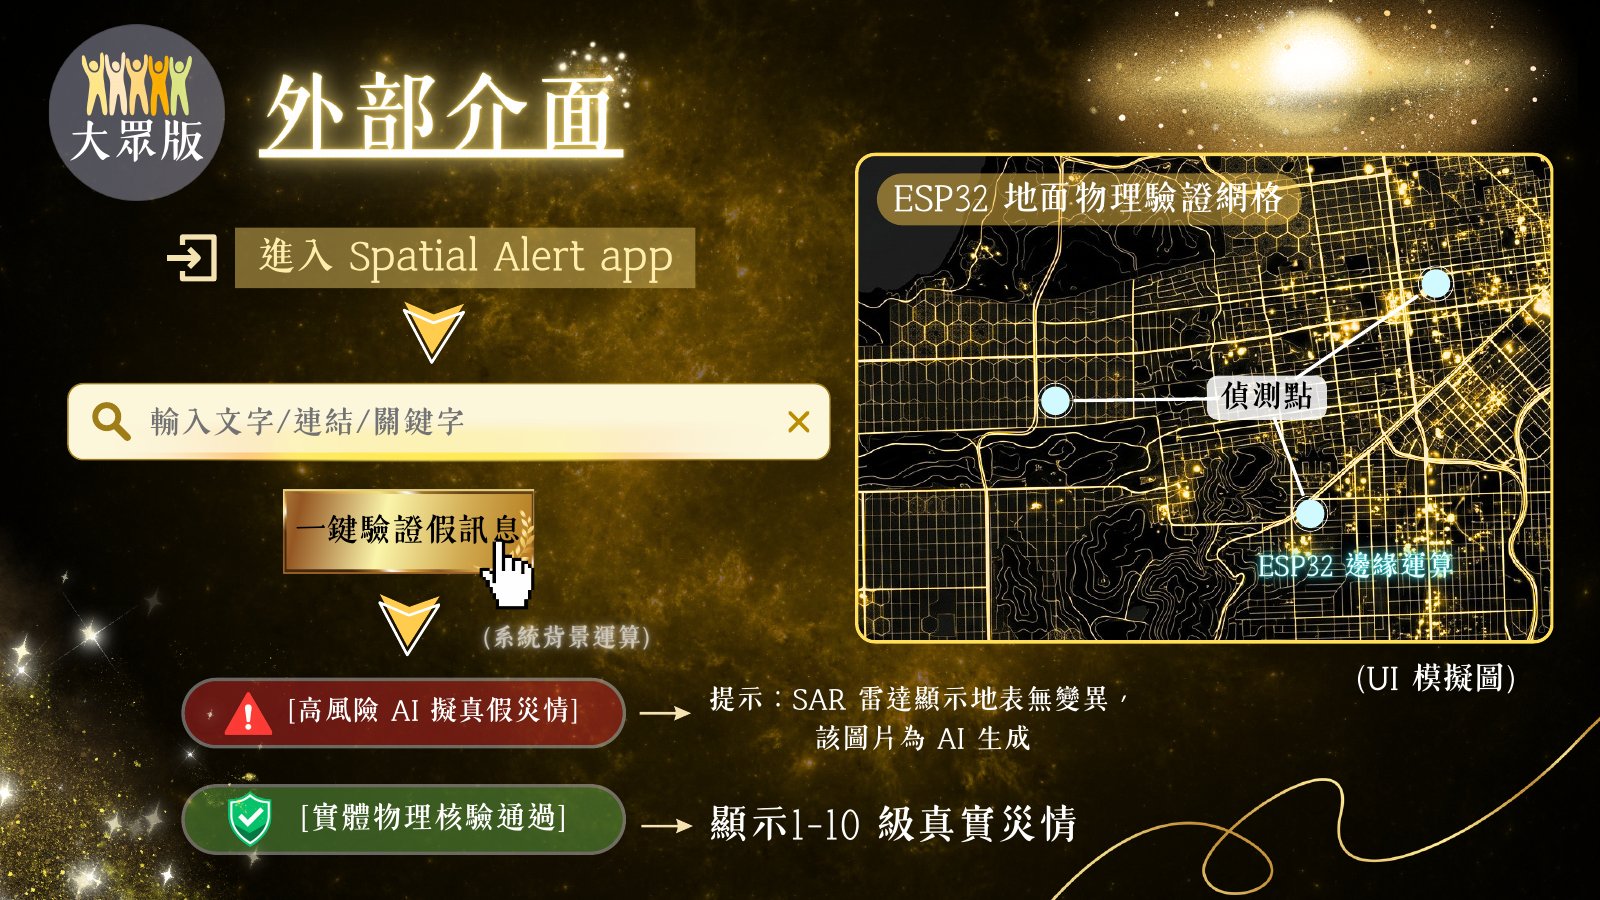 大眾版
外部介面
進入 Spatial Alert app
輸入文字/連結/關鍵字
一鍵驗證假訊息
(系統背景運算)
[高風險 AI 擬真假災情]
提示：SAR 雷達顯示地表無變異，
該圖片為 AI 生成
[實體物理核驗通過]
顯示1-10 級真實災情
ESP32 地面物理驗證網格
偵測點
ESP32 邊緣運算
(UI 模擬圖)